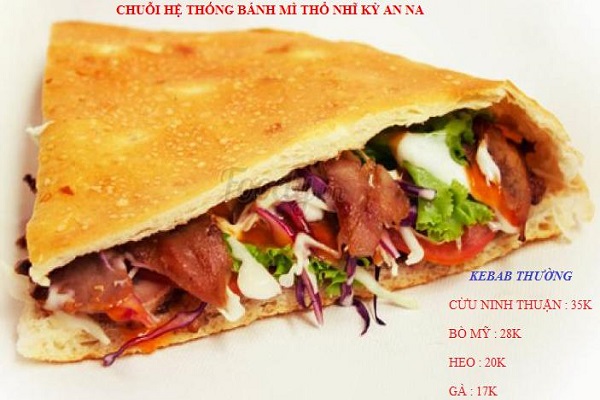 CHUỖI HỆ THỐNG BÁNH MÌ THỔ NHĨ KỲ AN NA
KEBAB THƯỜNG
CỪU NINH THUẬN : 35K
BÒ MỸ : 28K
HEO : 20K
GÀ : 17K